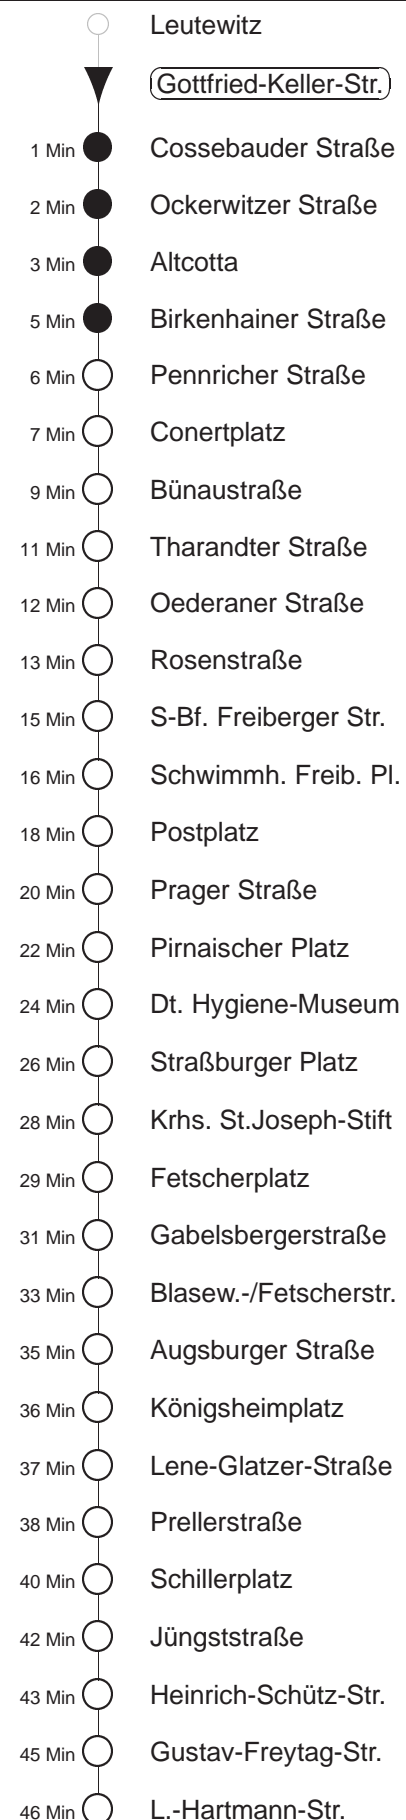 Leutewitz
Gottfried-Keller-Str.
1 Min Cossebauder Straße
2 Min Ockerwitzer Straße
3 Min Altcotta
5 Min Birkenhainer Straße
6 Min Pennricher Straße
7 Min Conertplatz
9 Min Bünaustraße
11 Min Tharandter Straße
12 Min Oederaner Straße
13 Min Rosenstraße
15 Min S-Bf. Freiberger Str.
16 Min Schwimmh. Freib. Pl.
18 Min Postplatz
20 Min Prager Straße
22 Min Pirnaischer Platz
24 Min Dt. Hygiene-Museum
26 Min Straßburger Platz
28 Min Krhs. St.Joseph-Stift
29 Min Fetscherplatz
31 Min Gabelsbergerstraße
33 Min Blasew.-/Fetscherstr.
35 Min Augsburger Straße
36 Min Königsheimplatz
37 Min Lene-Glatzer-Straße
38 Min Prellerstraße
40 Min Schillerplatz
42 Min Jüngststraße
43 Min Heinrich-Schütz-Str.
45 Min Gustav-Freytag-Str.
46 Min L.-Hartmann-Str.